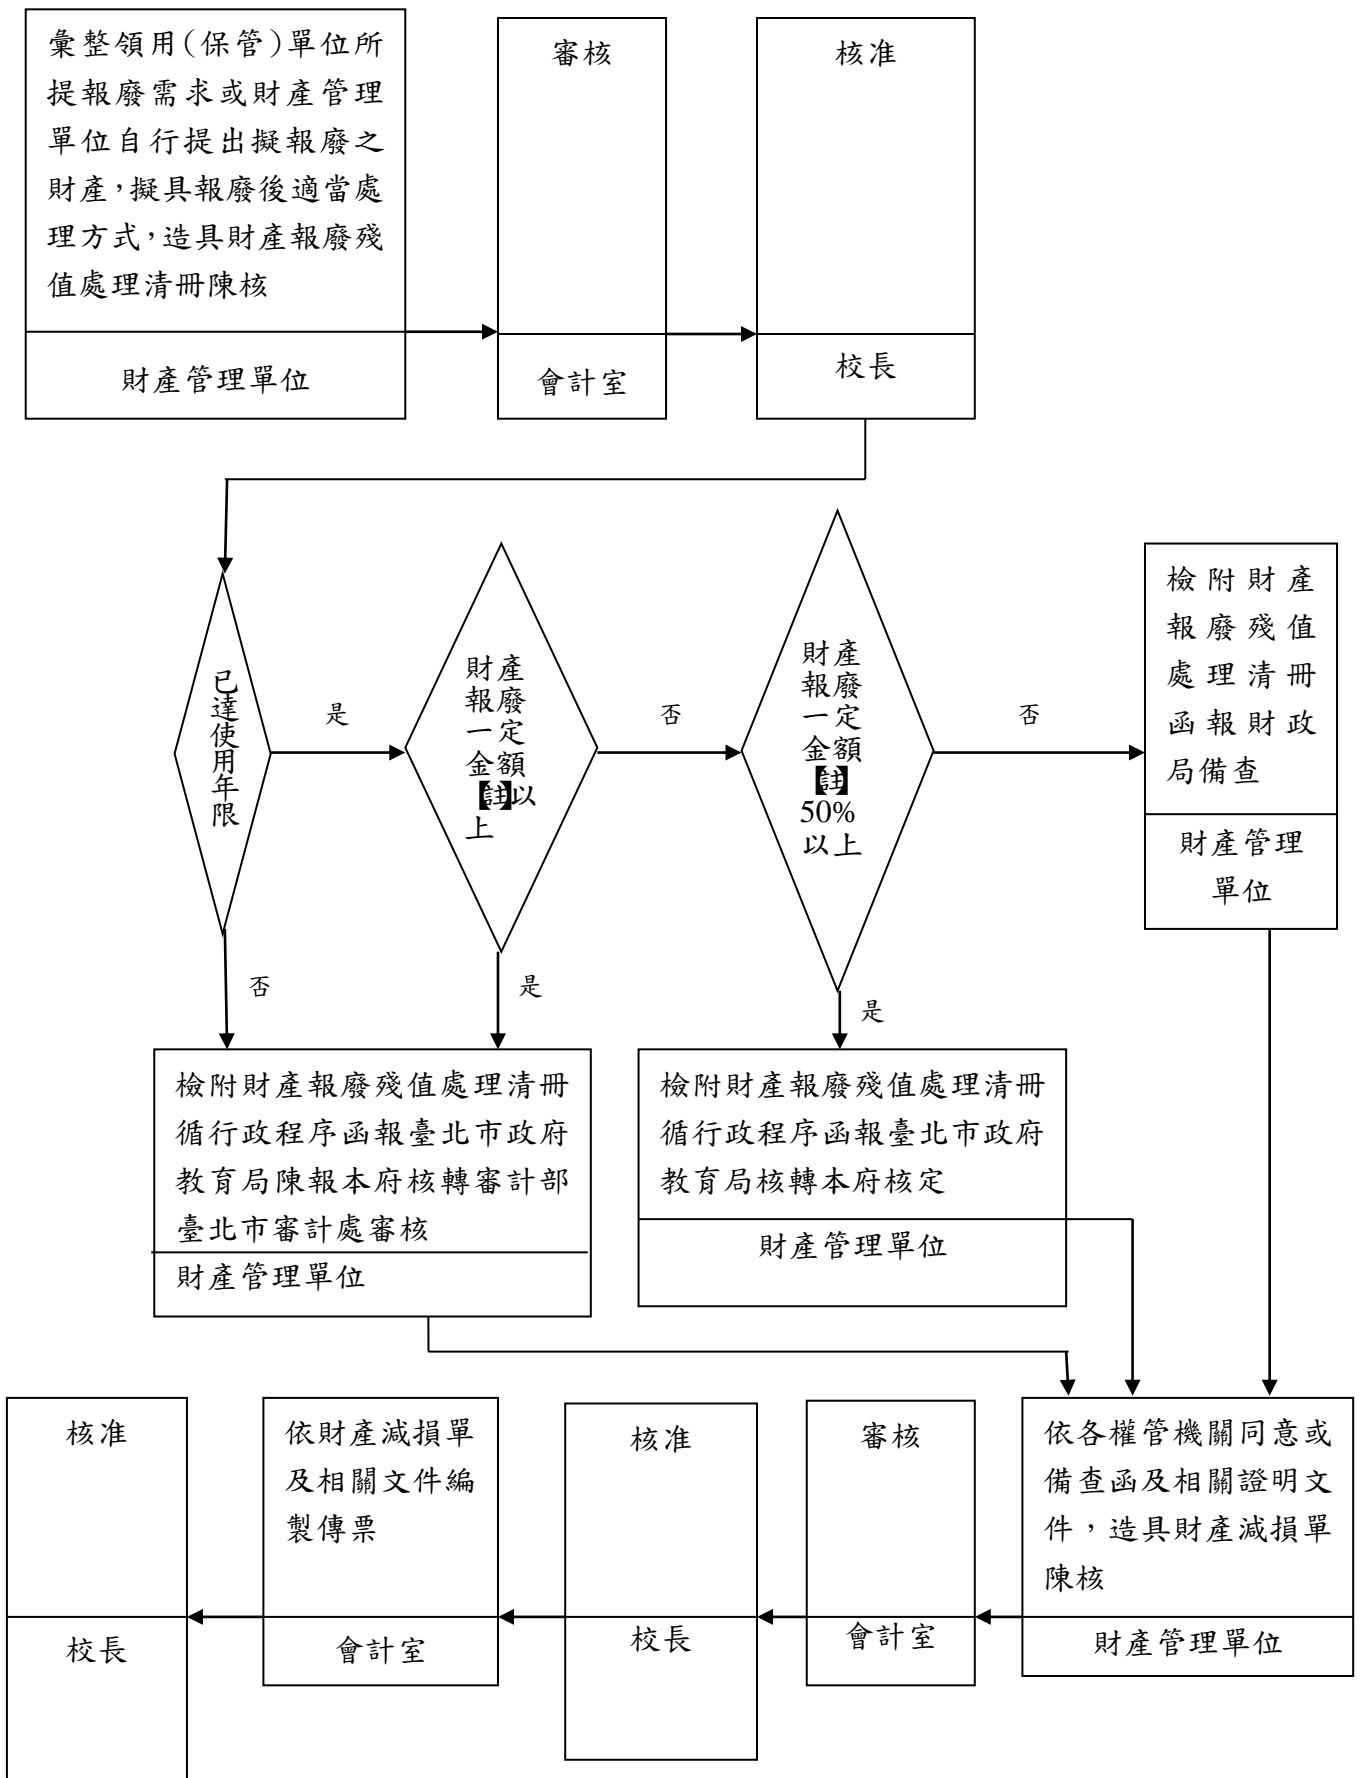 彙整領用(保管)單位所
提報廢需求或財產管理
單位自行提出擬報廢之
財產，擬具報廢後適當處
理方式，造具財產報廢殘
值處理清冊陳核
財產管理單位
審核
會計室
核准
校長
已達使用年限
是
否
財產
報廢
一定
金額
【註】以
上
否
是
財產
報廢
一定
金額
【註】
50%
以上
否
是
檢附財產
報廢殘值
處理清冊
函報財政
局備查
財產管理
單位
檢附財產報廢殘值處理清冊
循行政程序函報臺北市政府
教育局陳報本府核轉審計部
臺北市審計處審核
財產管理單位
檢附財產報廢殘值處理清冊
循行政程序函報臺北市政府
教育局核轉本府核定
財產管理單位
依各權管機關同意或
備查函及相關證明文
件，造具財產減損單
陳核
財產管理單位
審核
會計室
核准
校長
依財產減損單
及相關文件編
製傳票
會計室
核准
校長